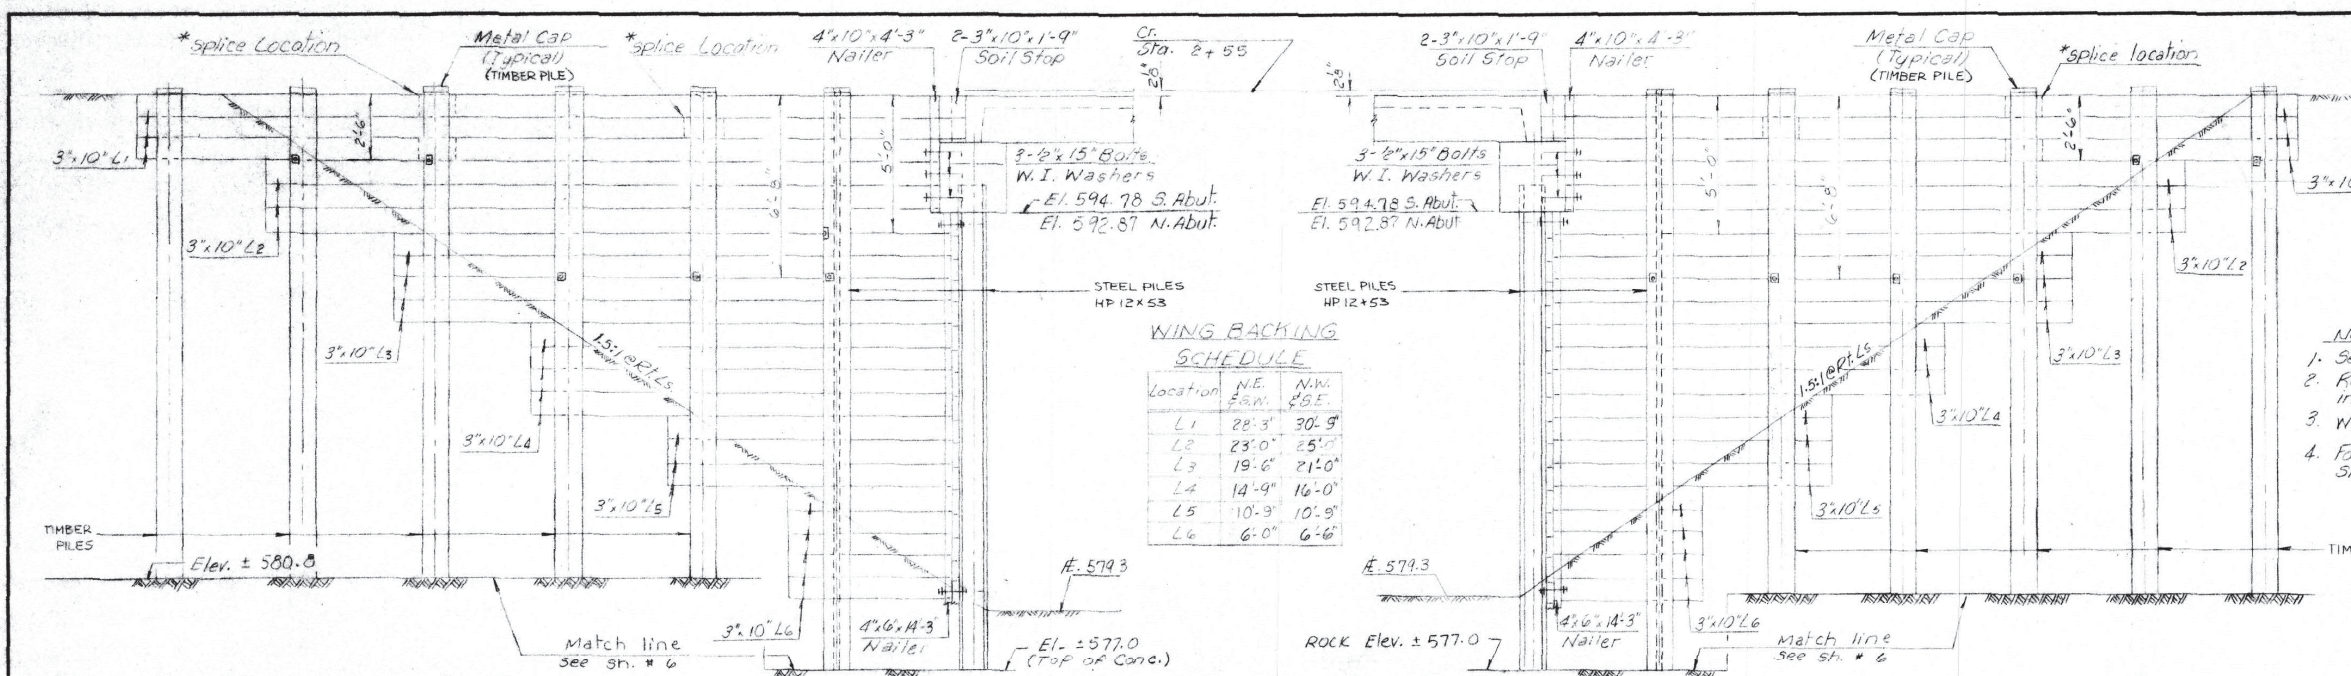 *Splice Location
Metal Cap
(Typical)
(TIMBER PILE)
*Splice Location
4"x10"x4'-3"
Nailer
2-3"x10"x1'-9"
Soil Stop
Cr.
Sta. 2+55
2-3"x10"x1'-9"
Soil Stop
4"x10"x4'-3"
Nailer
Metal Cap
(Typical)
(TIMBER PILE)
*Splice location
2'-6"
6'-9"
5'-0"
5'-0"
6'-9"
2'-6"
3"x10" L1
3-½"x15" Bolts
W. I. Washers
El. 594.78 S. Abut.
El. 592.87 N. Abut.
3-½"x15" Bolts
W. I. Washers
El. 594.78 S. Abut.
El. 592.87 N. Abut
3"x10" L2
3"x10" L2
STEEL PILES
HP 12x53
STEEL PILES
HP 12x53
3"x10" L3
3"x10" L3
1.5:1 @ Rt. Ls
1.5:1 @ Rt. Ls
WING BACKING
SCHEDULE
Location N.E. & S.W. N.W. & S.E.
L1 28'-3" 30'-9"
L2 23'-0" 25'-0"
L3 19'-6" 21'-0"
L4 14'-9" 16'-0"
L5 10'-9" 10'-9"
L6 6'-0" 6'-6"
3"x10" L4
3"x10" L4
3"x10" L5
3"x10" L5
1.
2.
3.
4.
TIMBER
PILES
Elev. ± 580.8
579.3
579.3
3"x10" L6
4"x6"x14'-3"
Nailer
4"x6"x14'-3"
Nailer
3"x10" L6
Match line
see sh. # 6
El. ± 577.0
(Top of Conc.)
ROCK Elev. ± 577.0
Match line
see sh. # 6